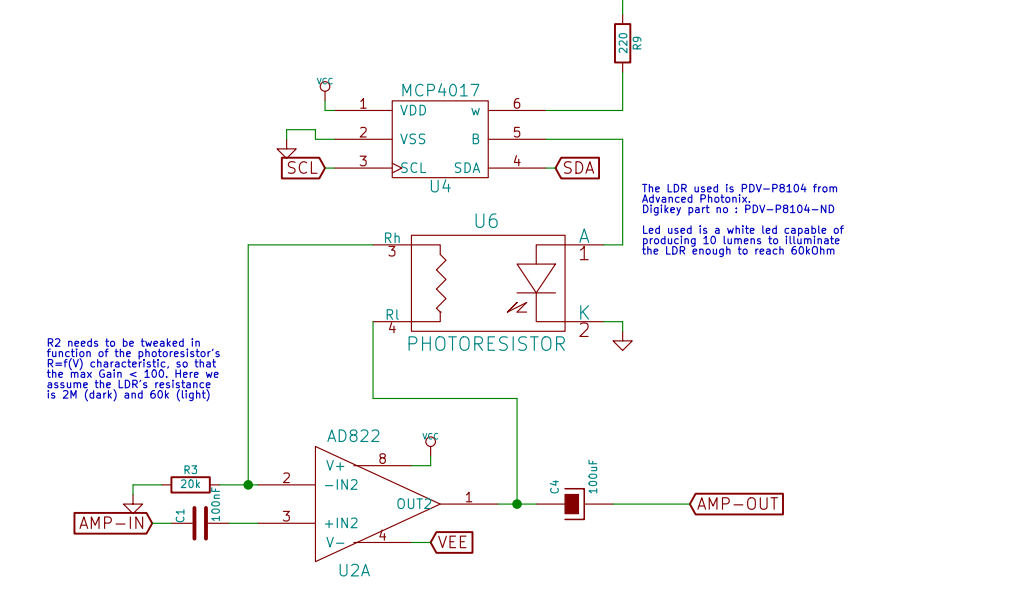 220
R9
VCC
MCP4017
1
VDD
w
6
2
VSS
B
5
SCL
3
SCL
SDA
4
SDA
U4
The LDR used is PDV-P8104 from
Advanced Photonix.
Digikey part no : PDV-P8104-ND
Led used is a white led capable of
producing 10 lumens to illuminate
the LDR enough to reach 60kOhm
U6
Rh
3
A
1
Rl
4
K
2
PHOTORESISTOR
R2 needs to be tweaked in
function of the photoresistor's
R=f(V) characteristic, so that
the max Gain < 100. Here we
assume the LDR's resistance
is 2M (dark) and 60k (light)
AD822
VCC
V+
8
R3
20k
2
-IN2
OUT2
1
C4
100uF
AMP-OUT
AMP-IN
C1
100nF
3
+IN2
V-
4
VEE
U2A